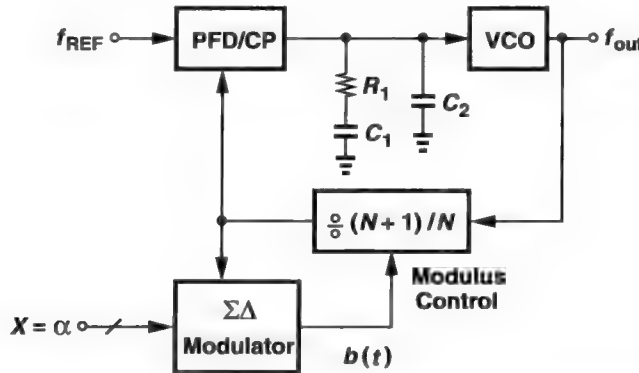 f_REF
PFD/CP
VCO
f_out
R_1
C_1
C_2
÷ (N + 1) / N
Modulus
Control
X = α
ΣΔ
Modulator
b(t)